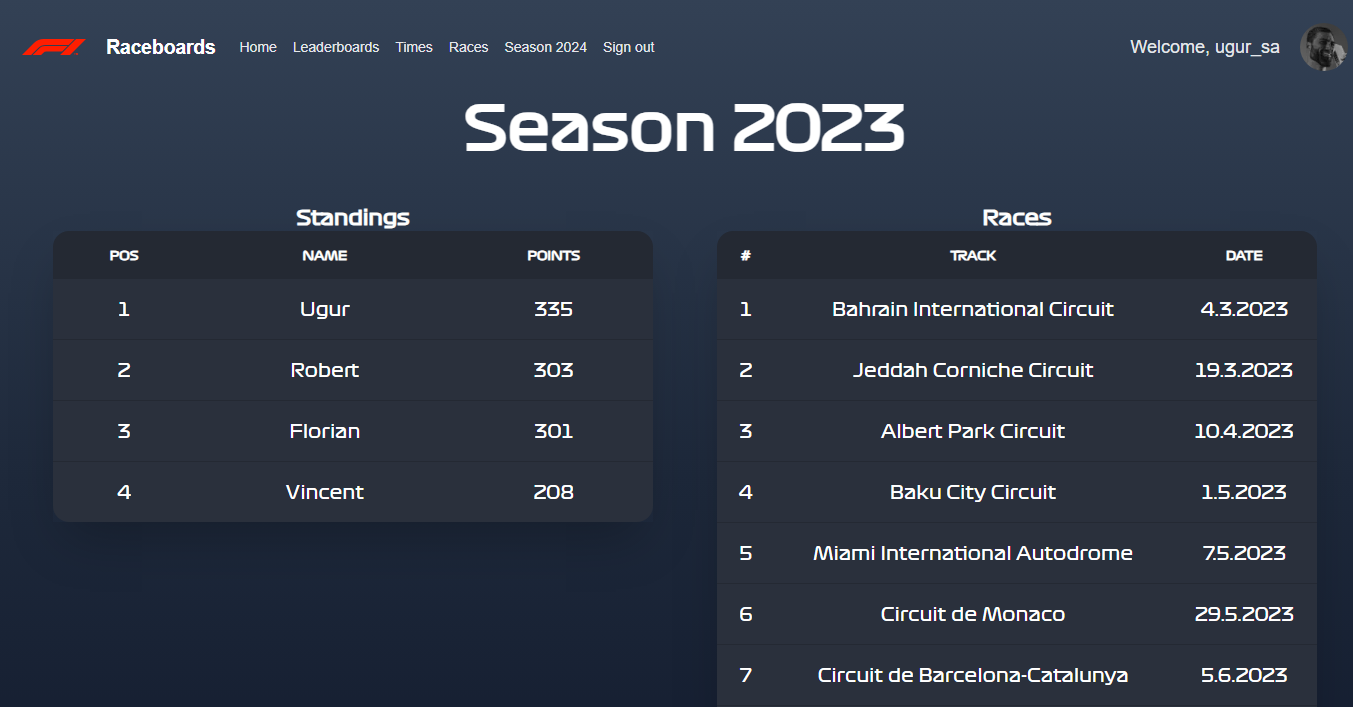 Raceboards Home Leaderboards Times Races Season 2024 Sign out Welcome, ugur_sa
Season 2023
Standings
POS NAME POINTS
1 Ugur 335
2 Robert 303
3 Florian 301
4 Vincent 208
Races
# TRACK DATE
1 Bahrain International Circuit 4.3.2023
2 Jeddah Corniche Circuit 19.3.2023
3 Albert Park Circuit 10.4.2023
4 Baku City Circuit 1.5.2023
5 Miami International Autodrome 7.5.2023
6 Circuit de Monaco 29.5.2023
7 Circuit de Barcelona-Catalunya 5.6.2023